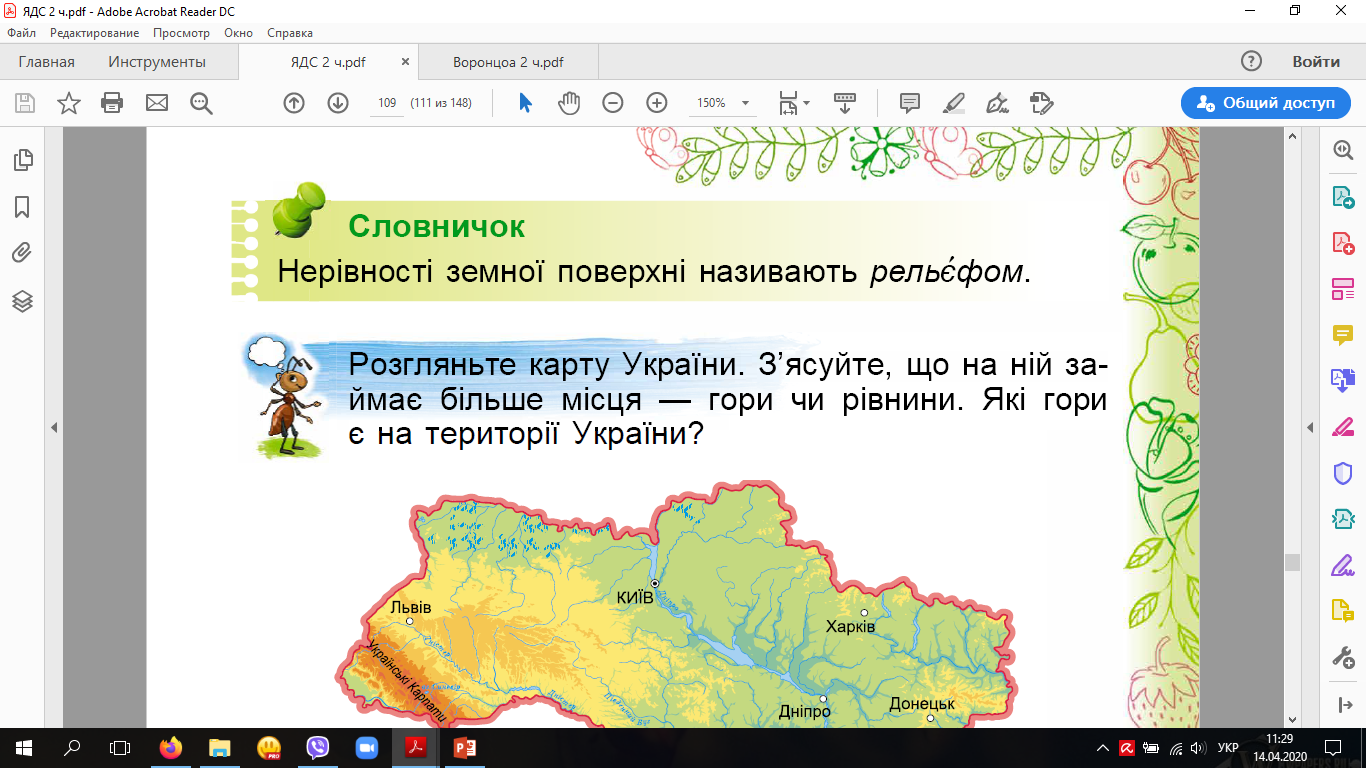 ЯДС 2 ч.pdf - Adobe Acrobat Reader DC
Файл Редактирование Просмотр Окно Справка
Главная Инструменты ЯДС 2 ч.pdf × Воронцоа 2 ч.pdf Войти
109 (111 из 148) 150% Общий доступ
Словничок
Нерівності земної поверхні називають рельє́фом.
Розгляньте карту України. З’ясуйте, що на ній за-
ймає більше місця — гори чи рівнини. Які гори
є на території України?
КИЇВ
Львів
Харків
Українські Карпати
Дніпро
Донецьк
11:29
УКР
14.04.2020